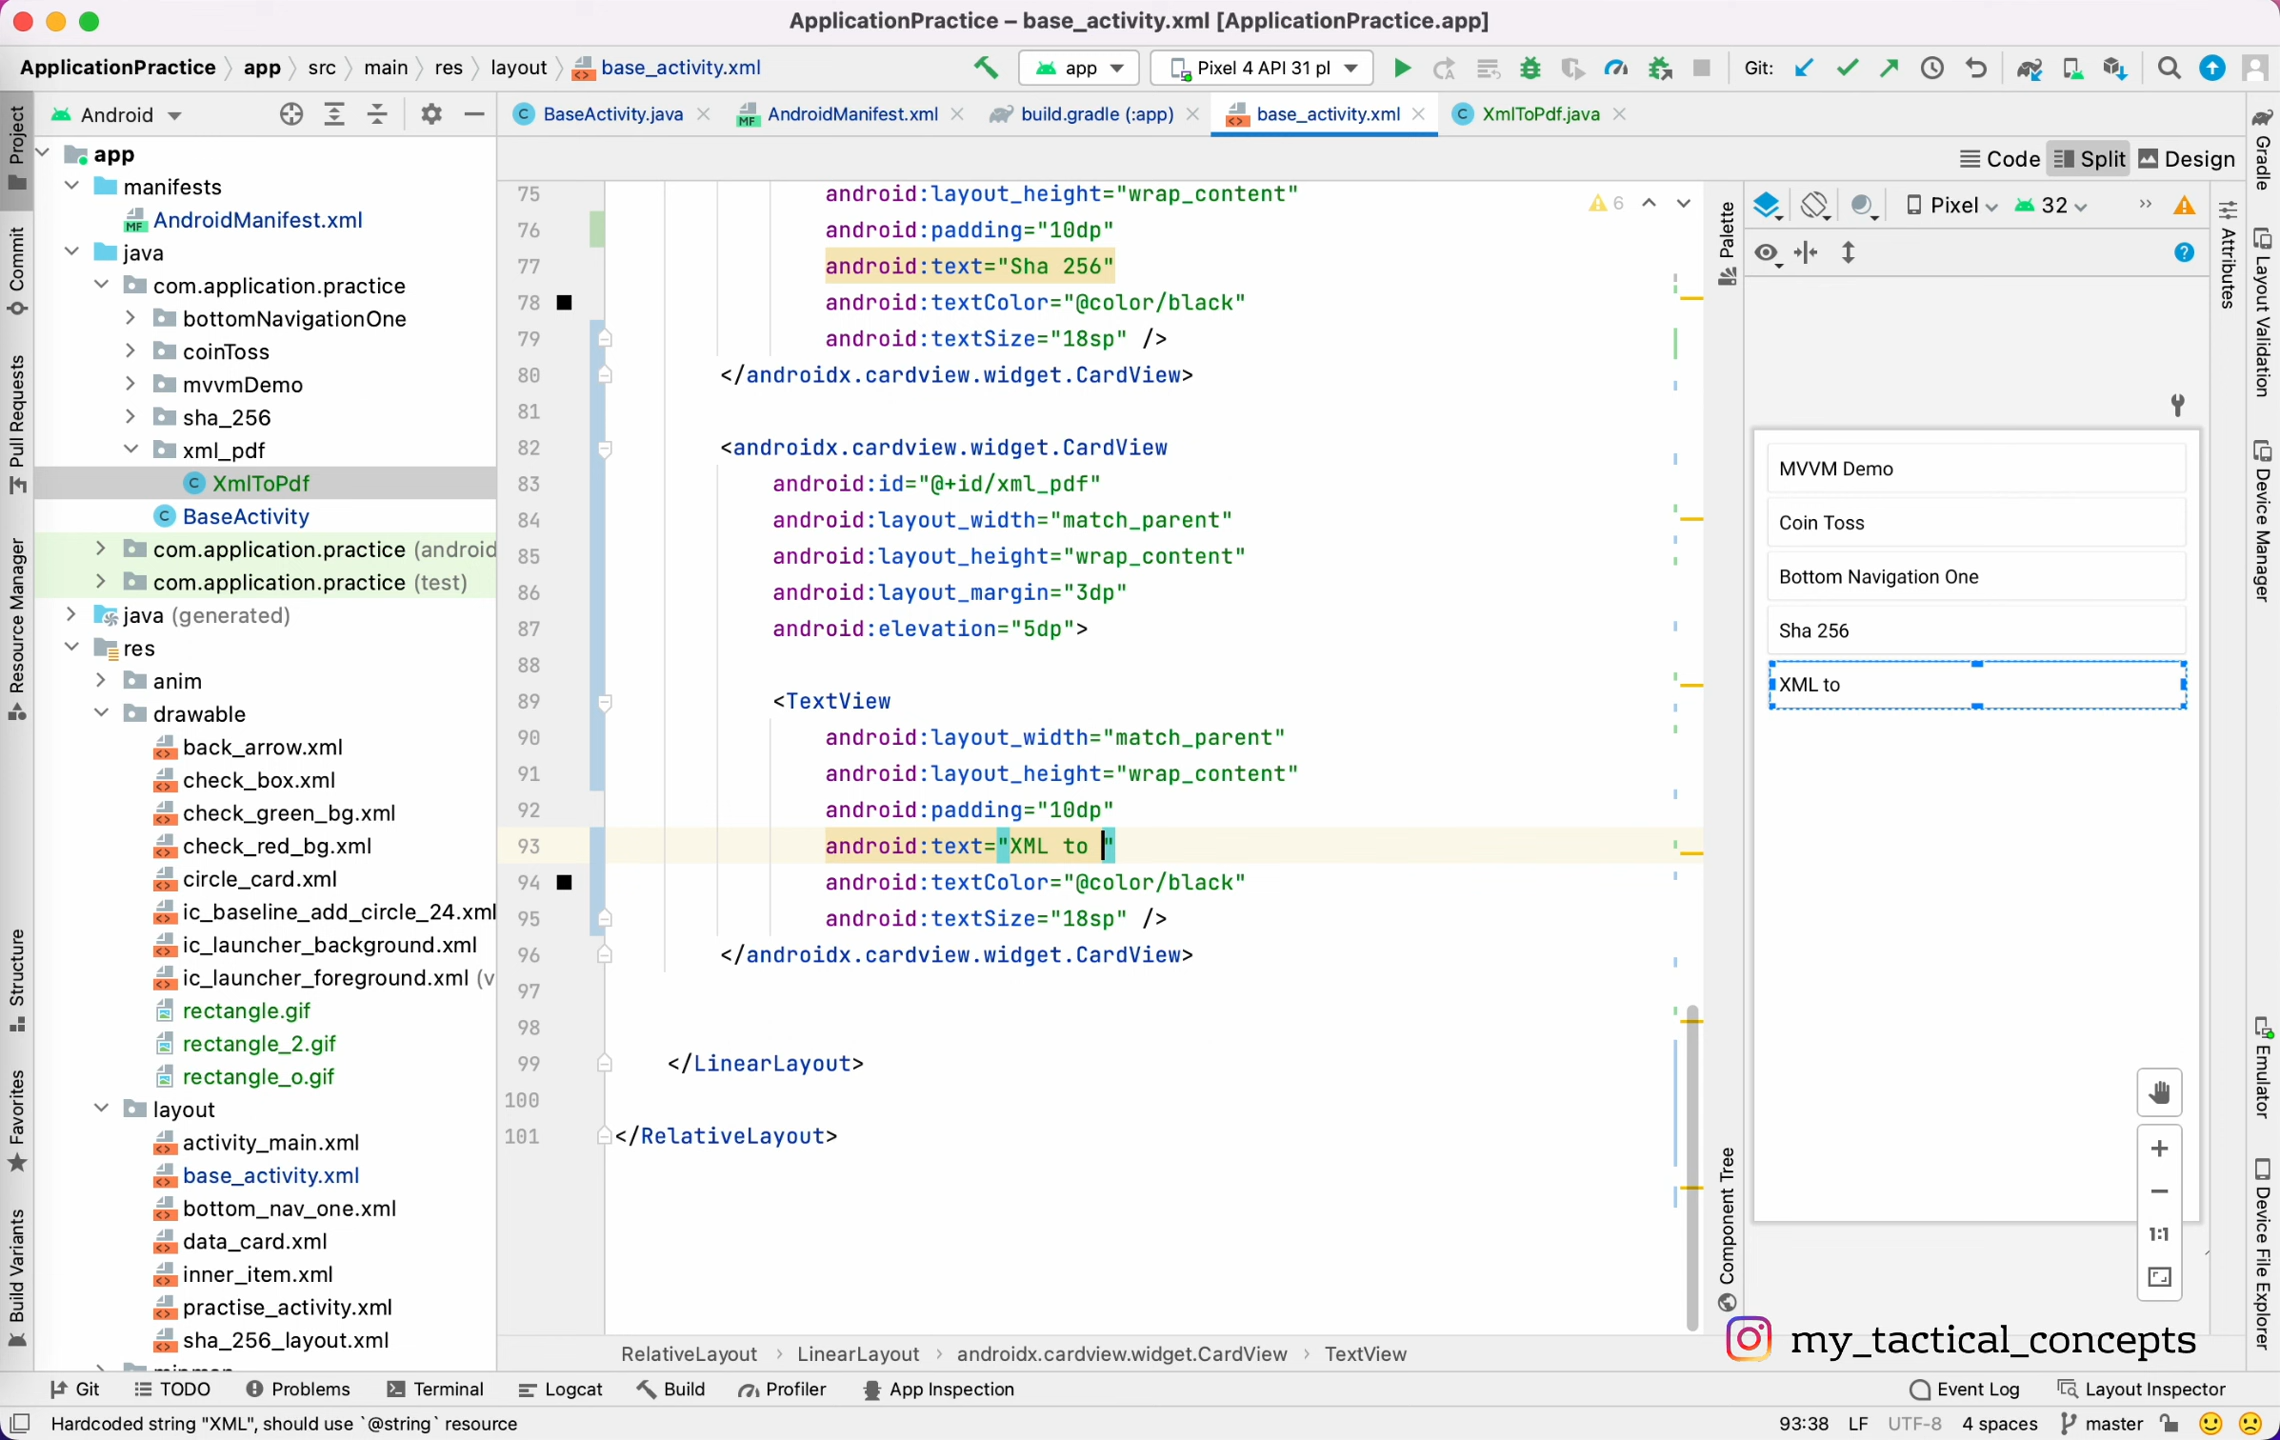 ApplicationPractice – base_activity.xml [ApplicationPractice.app]
ApplicationPractice app src main res layout base_activity.xml
app
Pixel 4 API 31 pl
Git:
Android
BaseActivity.java
AndroidManifest.xml
build.gradle (:app)
base_activity.xml
XmlToPdf.java
Code
Split
Design
Project
Commit
Pull Requests
Resource Manager
Structure
Favorites
Build Variants
app
manifests
AndroidManifest.xml
java
com.application.practice
bottomNavigationOne
coinToss
mvvmDemo
sha_256
xml_pdf
XmlToPdf
BaseActivity
com.application.practice (android
com.application.practice (test)
java (generated)
res
anim
drawable
back_arrow.xml
check_box.xml
check_green_bg.xml
check_red_bg.xml
circle_card.xml
ic_baseline_add_circle_24.xml
ic_launcher_background.xml
ic_launcher_foreground.xml (v
rectangle.gif
rectangle_2.gif
rectangle_o.gif
layout
activity_main.xml
base_activity.xml
bottom_nav_one.xml
data_card.xml
inner_item.xml
practise_activity.xml
sha_256_layout.xml
75 android:layout_height="wrap_content"
76 android:padding="10dp"
77 android:text="Sha 256"
78 android:textColor="@color/black"
79 android:textSize="18sp" />
80 </androidx.cardview.widget.CardView>
81
82 <androidx.cardview.widget.CardView
83 android:id="@+id/xml_pdf"
84 android:layout_width="match_parent"
85 android:layout_height="wrap_content"
86 android:layout_margin="3dp"
87 android:elevation="5dp">
88
89 <TextView
90 android:layout_width="match_parent"
91 android:layout_height="wrap_content"
92 android:padding="10dp"
93 android:text="XML to "
94 android:textColor="@color/black"
95 android:textSize="18sp" />
96 </androidx.cardview.widget.CardView>
97
98
99 </LinearLayout>
100
101 </RelativeLayout>
6
RelativeLayout LinearLayout androidx.cardview.widget.CardView TextView
Palette
Component Tree
Pixel
32
MVVM Demo
Coin Toss
Bottom Navigation One
Sha 256
XML to
1:1
Attributes
Gradle
Layout Validation
Device Manager
Emulator
Device File Explorer
my_tactical_concepts
Git
TODO
Problems
Terminal
Logcat
Build
Profiler
App Inspection
Event Log
Layout Inspector
Hardcoded string "XML", should use `@string` resource
93:38 LF UTF-8 4 spaces master